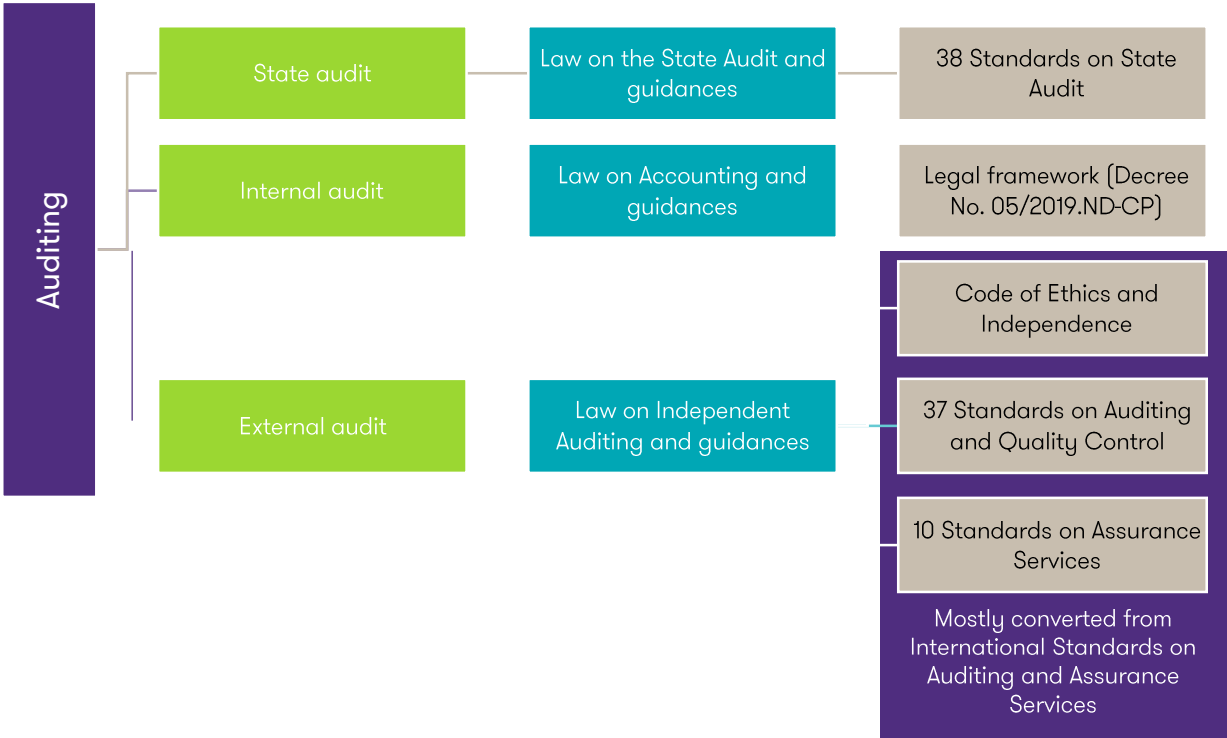 Auditing
State audit
Law on the State Audit and
guidances
38 Standards on State
Audit
Internal audit
Law on Accounting and
guidances
Legal framework (Decree
No. 05/2019.ND-CP)
External audit
Law on Independent
Auditing and guidances
Code of Ethics and
Independence
37 Standards on Auditing
and Quality Control
10 Standards on Assurance
Services
Mostly converted from
International Standards on
Auditing and Assurance
Services